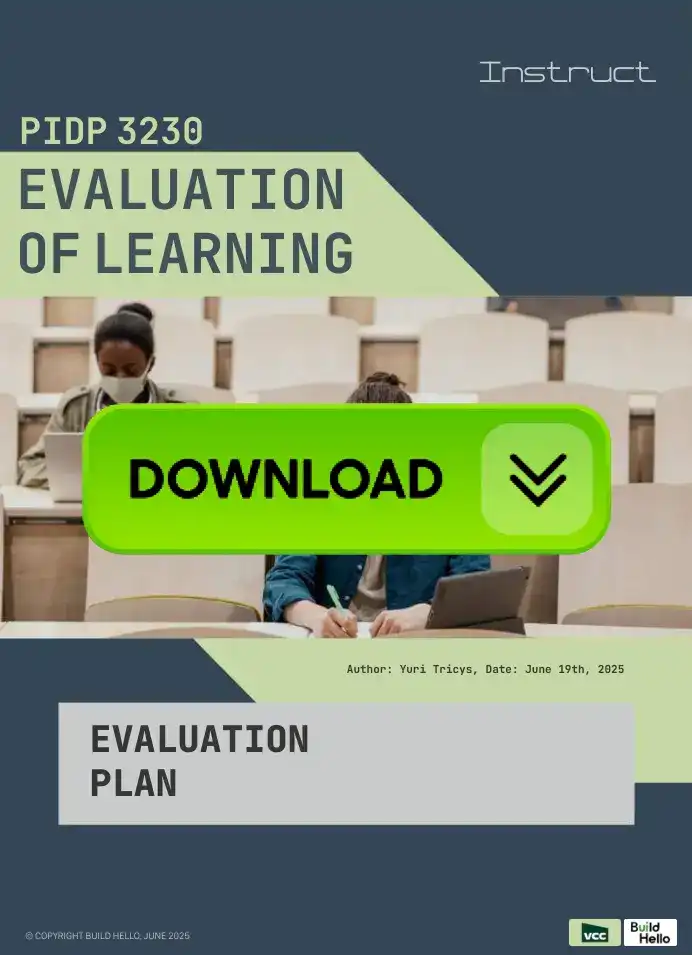 Instruct
PIDP 3230
EVALUATION
OF LEARNING
DOWNLOAD
Author: Yuri Tricys, Date: June 19th, 2025
EVALUATION
PLAN
© COPYRIGHT BUILD HELLO, JUNE 2025
vcc
Build
Hello